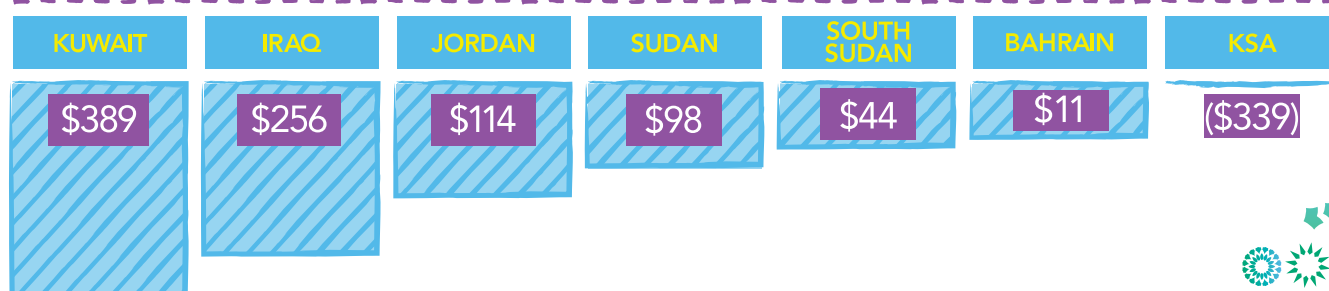 KUWAIT
IRAQ
JORDAN
SUDAN
SOUTH
SUDAN
BAHRAIN
KSA
$389
$256
$114
$98
$44
$11
($339)